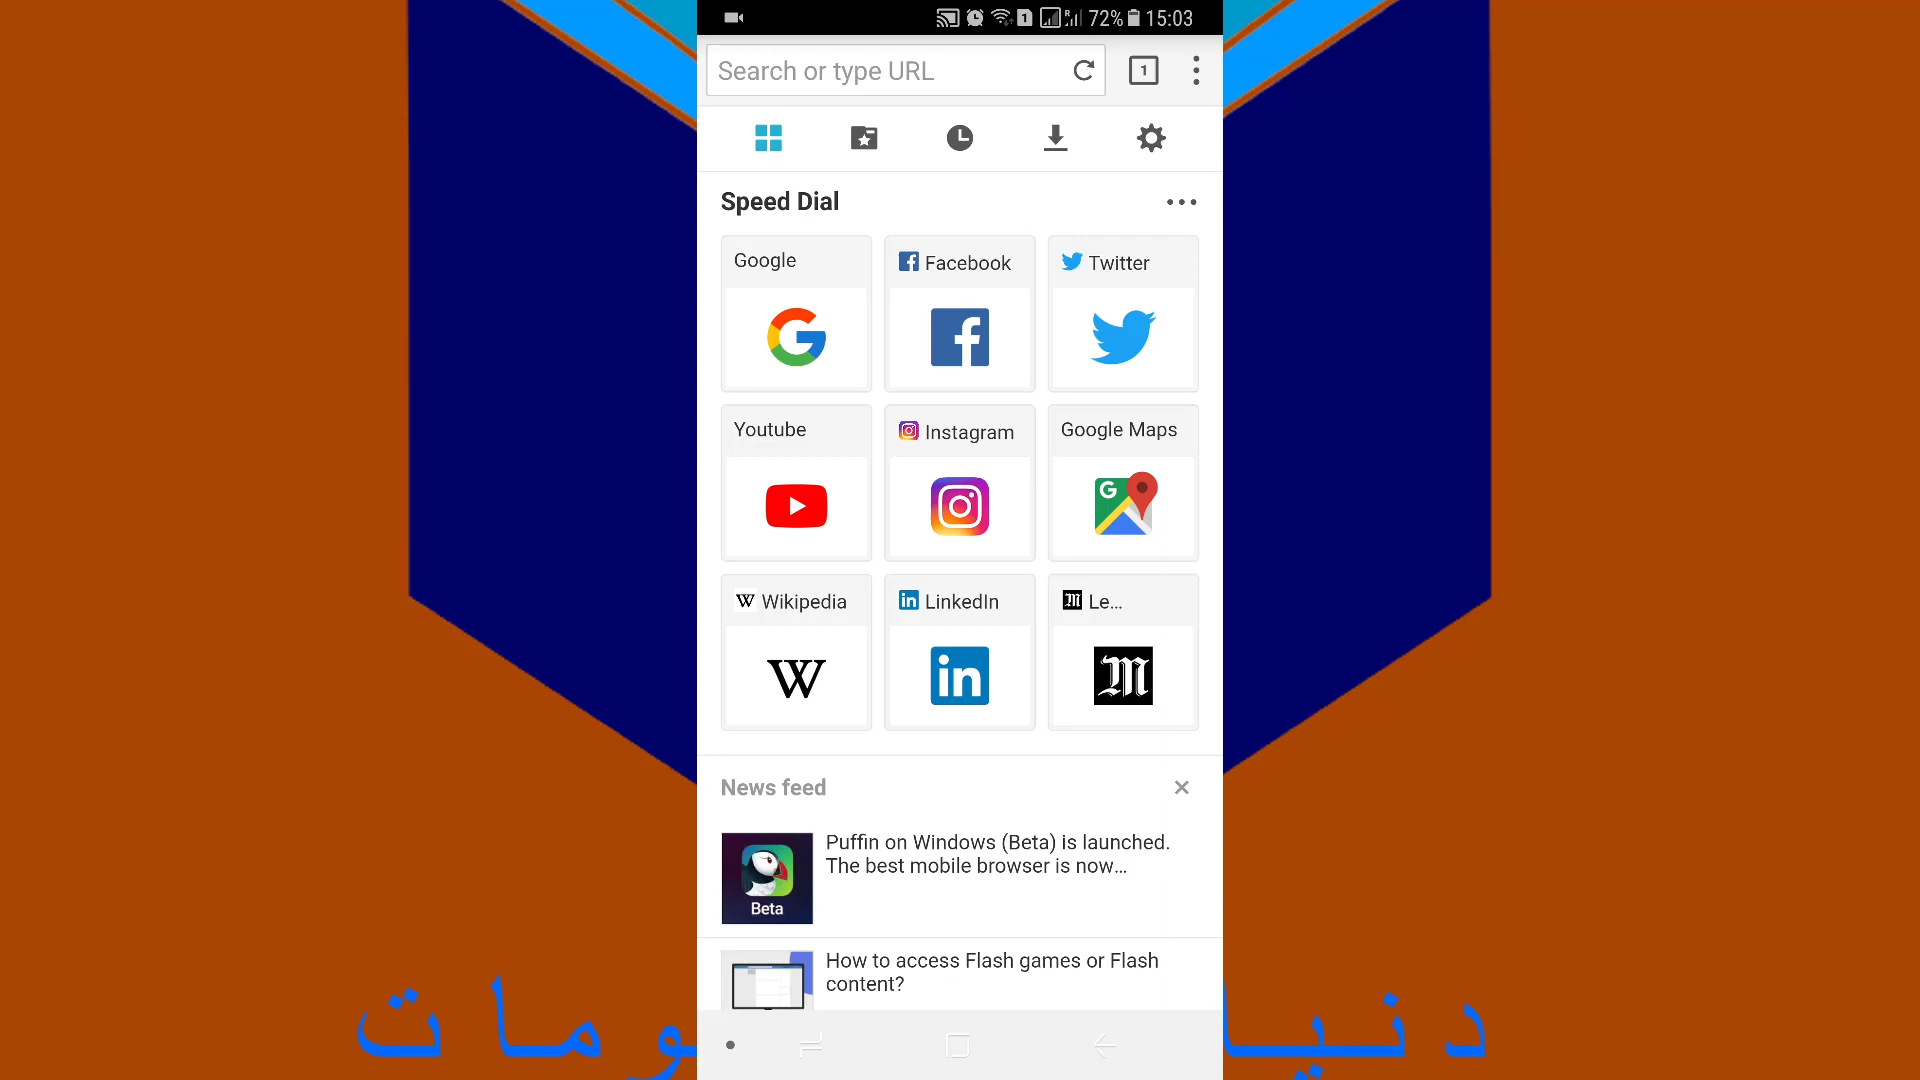 72% 15:03
Search or type URL
1
Speed Dial
Google
Facebook
Twitter
Youtube
Instagram
Google Maps
Wikipedia
LinkedIn
Le...
News feed
Puffin on Windows (Beta) is launched.
The best mobile browser is now...
Beta
How to access Flash games or Flash
content?